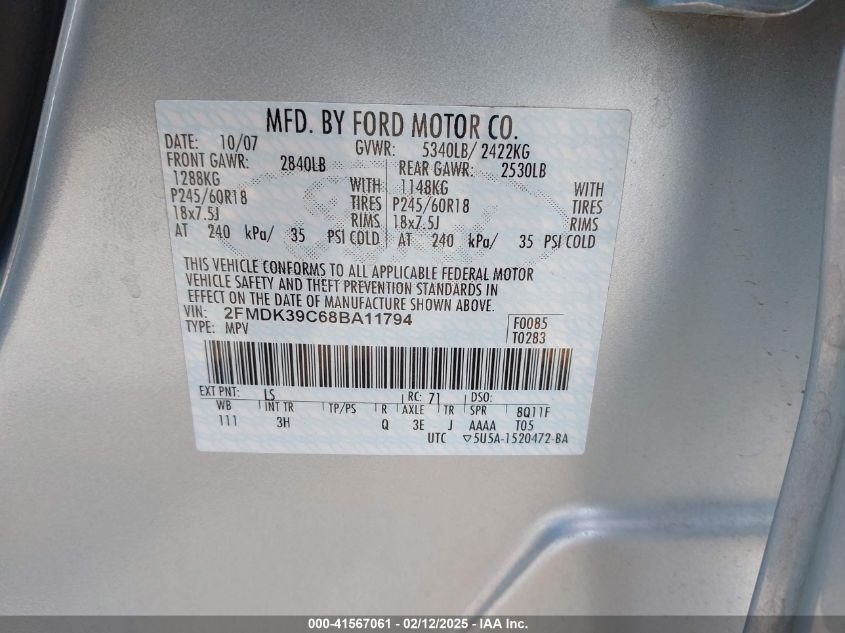 MFD. BY FORD MOTOR CO.
DATE: 10/07 GVWR: 5340LB/ 2422KG
FRONT GAWR: 2840LB REAR GAWR: 2530LB
1288KG WITH 1148KG WITH
P245/60R18 TIRES P245/60R18 TIRES
18x7.5J RIMS 18x7.5J RIMS
AT 240 kPa/ 35 PSI COLD AT 240 kPa/ 35 PSI COLD
THIS VEHICLE CONFORMS TO ALL APPLICABLE FEDERAL MOTOR
VEHICLE SAFETY AND THEFT PREVENTION STANDARDS IN
EFFECT ON THE DATE OF MANUFACTURE SHOWN ABOVE.
VIN: 2FMDK39C68BA11794 F0085
TYPE: MPV T0283
EXT PNT: LS RC: 71 DSO:
WB INT TR TP/PS R AXLE TR SPR 8Q11F
111 3H Q 3E J AAAA T05
UTC ▽5U5A-1520472-BA
000-41567061 - 02/12/2025 - IAA Inc.